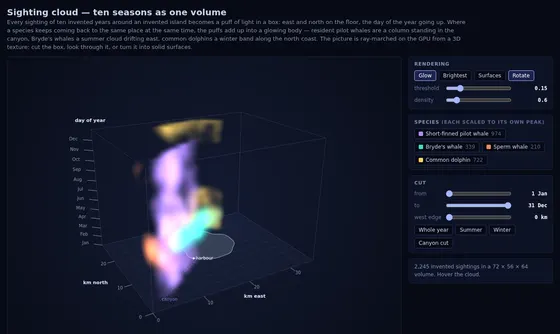 Sighting cloud – ten seasons as one volume
Every sighting of ten invented years around an invented island becomes a puff of light in a box: east and north on the floor, the day of the year going up. Where
a species keeps coming back to the same place at the same time, the puffs add up into a glowing body — resident pilot whales are a column standing in the
canyon, Bryde's whales a summer cloud drifting east, common dolphins a winter band along the north coast. The picture is ray-marched on the GPU from a 3D
texture; cut the box, look through it, or turn it into solid surfaces.
RENDERING
Glow Brightest Surfaces Rotate
threshold 0.15
density 0.6
SPECIES (EACH SCALED TO ITS OWN PEAK)
Short-finned pilot whale 974
Bryde's whale 339 Sperm whale 210
Common dolphin 722
CUT
from 1 Jan
to 31 Dec
west edge 0 km
Whole year Summer Winter
Canyon cut
2,245 invented sightings in a 72 × 56 × 64
volume. Hover the cloud.
day of year
Dec
Nov
Oct
Sep
Aug
Jul
Jun
May
Apr
Mar
Feb
Jan
harbour
canyon
km north
20
10
0
0
10
20
30
km east